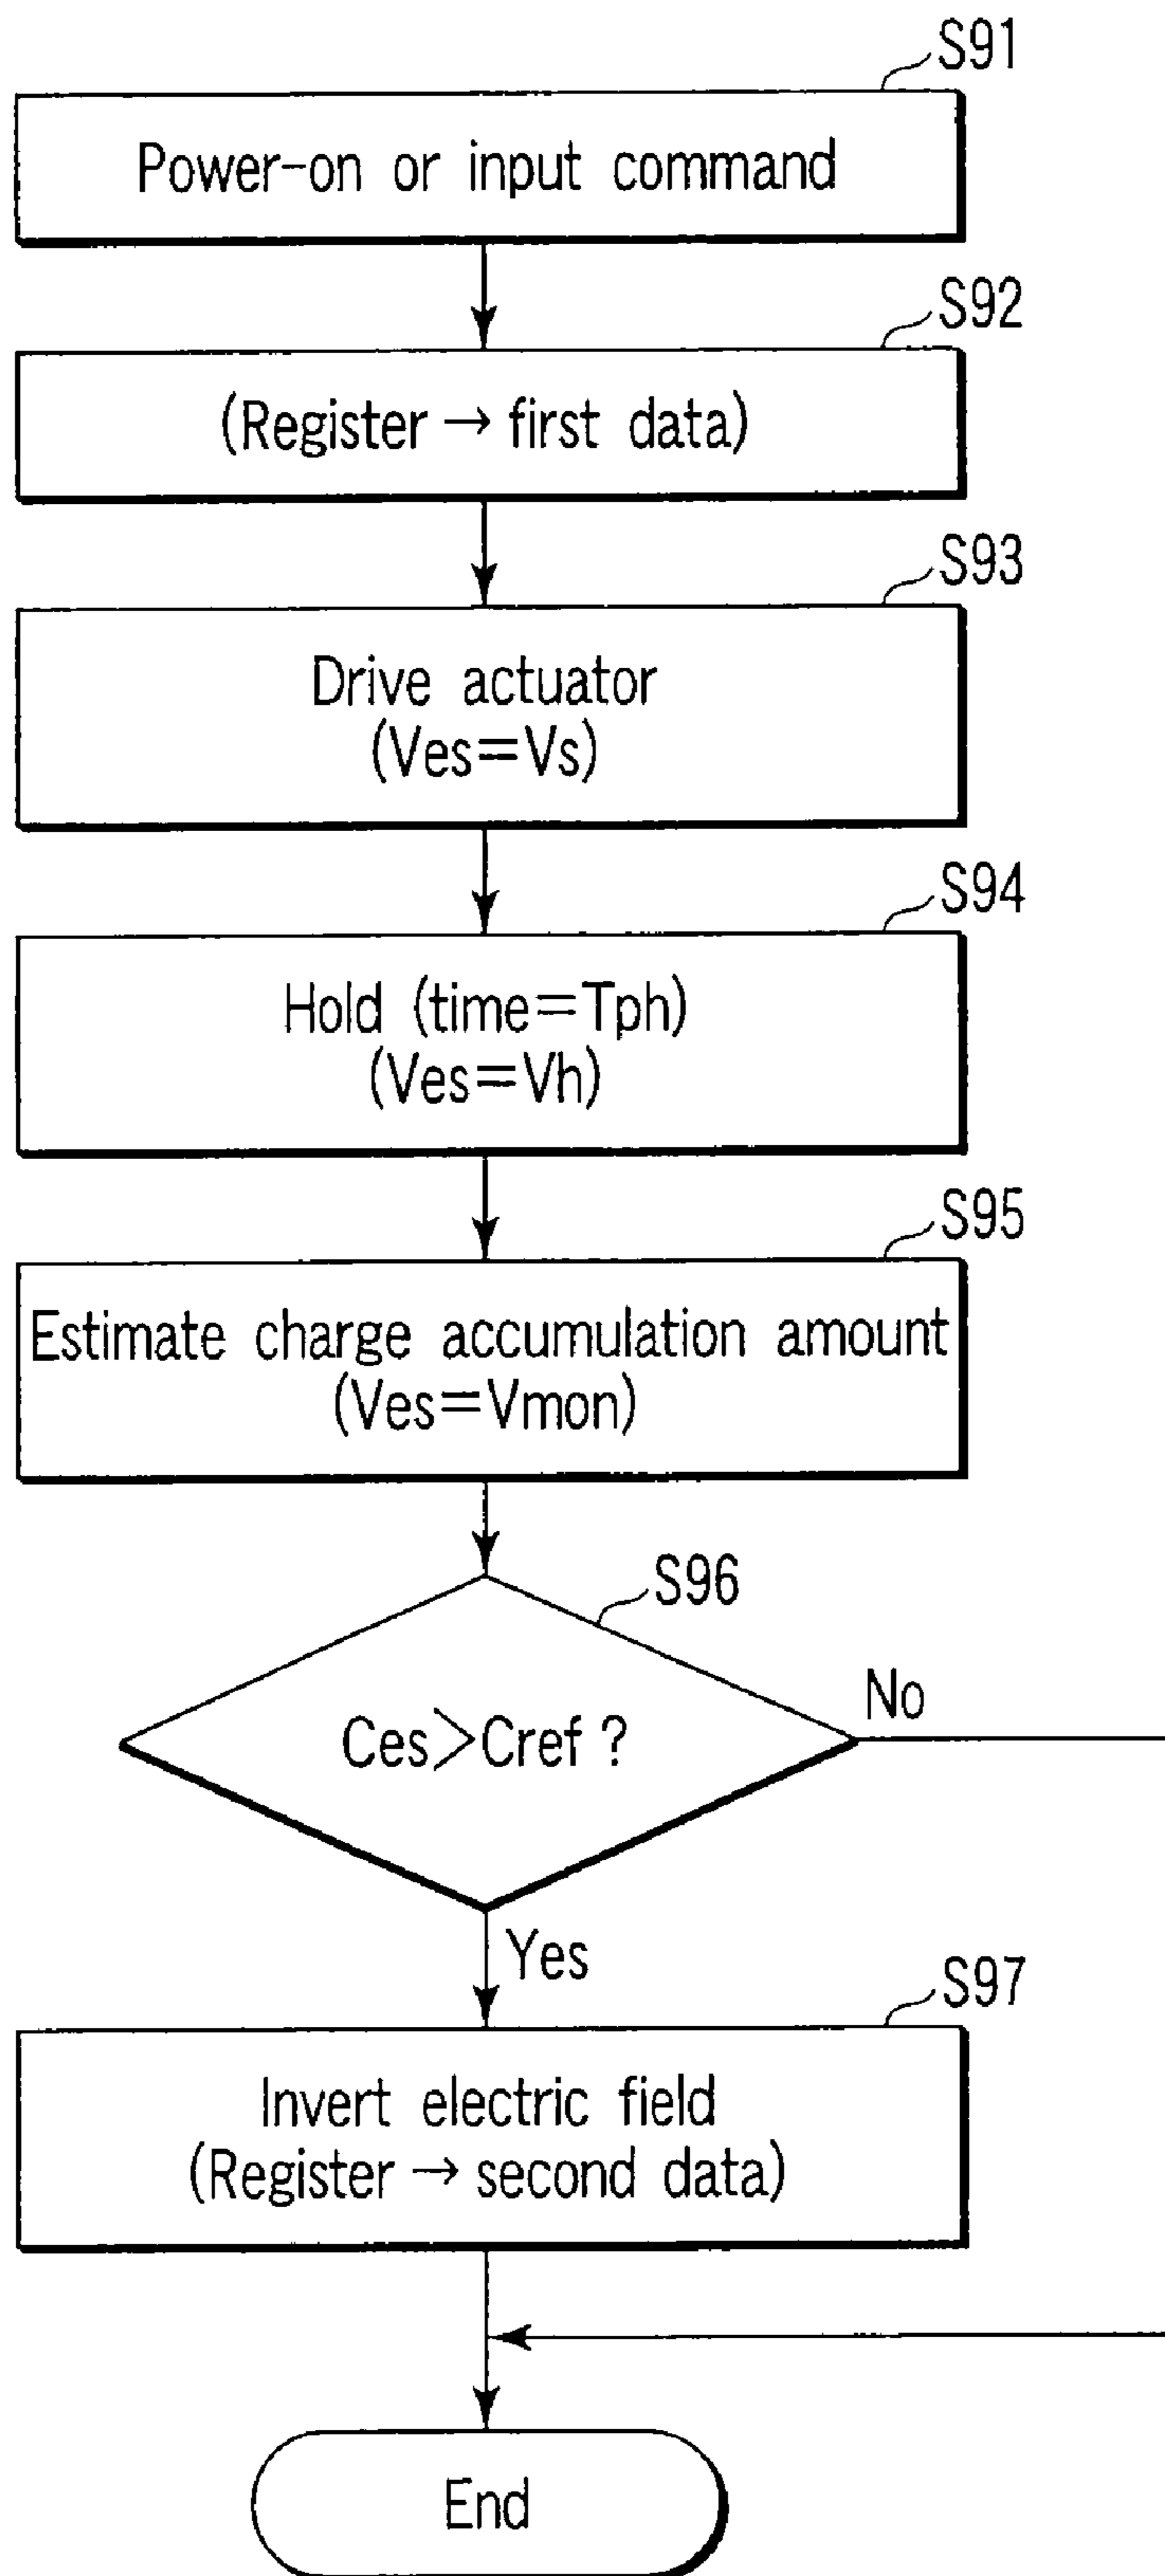 S91
Power-on or input command
S92
(Register → first data)
S93
Drive actuator
(Ves=Vs)
S94
Hold (time=Tph)
(Ves=Vh)
S95
Estimate charge accumulation amount
(Ves=Vmon)
S96
Ces>Cref ?
No
Yes
S97
Invert electric field
(Register → second data)
End